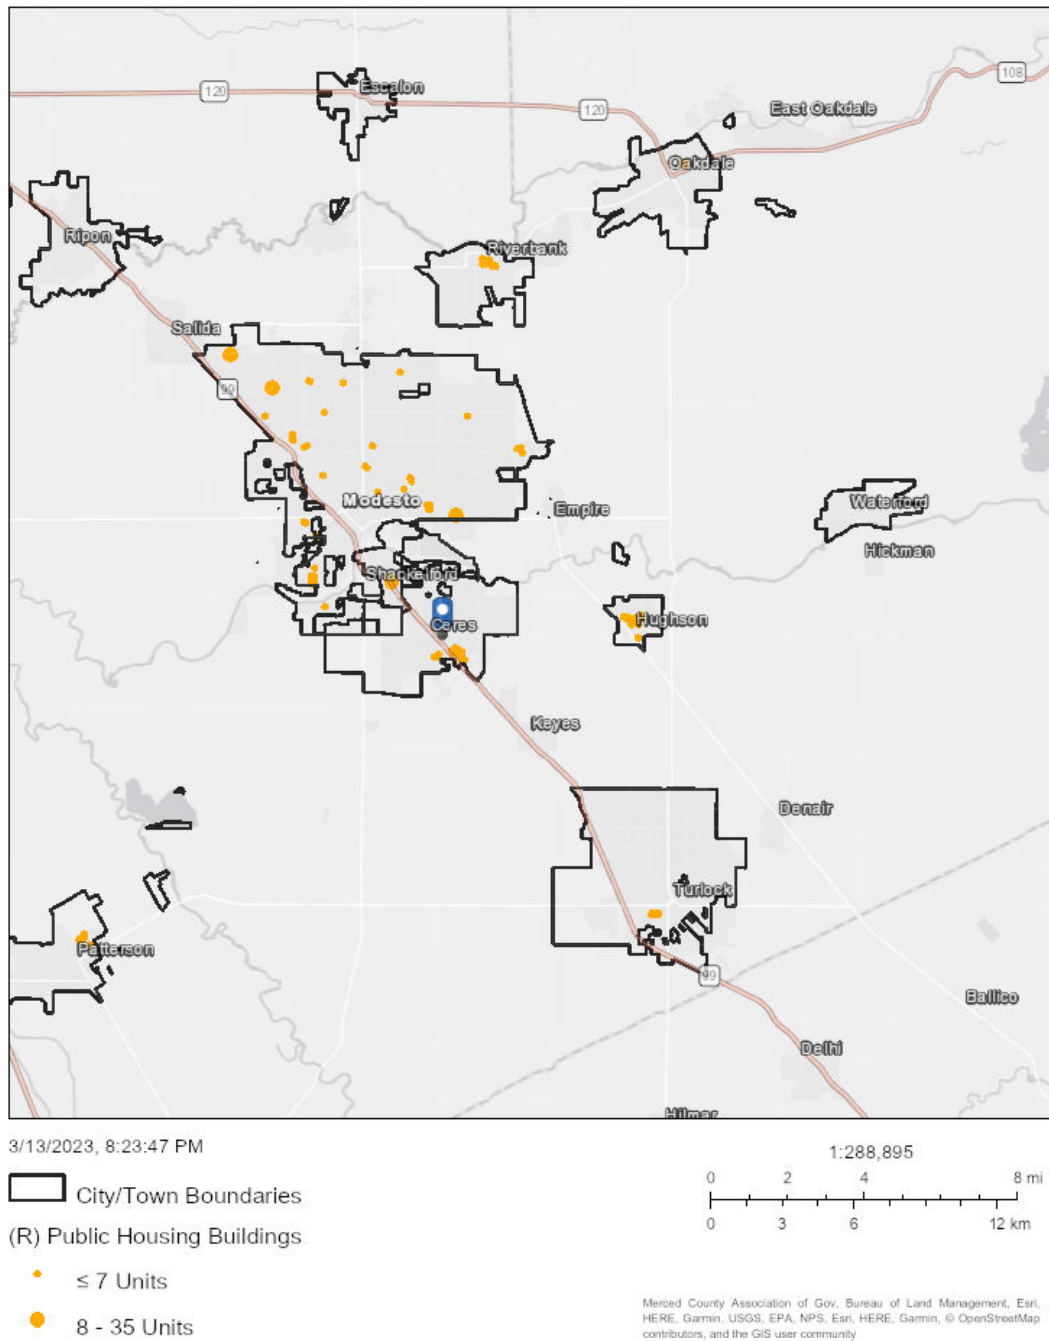 Escalon
120
108
120
East Oakdale
Oakdale
Ripon
Riverbank
Salida
99
Modesto
Empire
Waterford
Hickman
Shackelford
Ceres
Hughson
Keyes
Denair
Turlock
Patterson
99
Ballico
Delhi
Hilmar
3/13/2023, 8:23:47 PM
City/Town Boundaries
(R) Public Housing Buildings
≤ 7 Units
8 - 35 Units
1:288,895
0 2 4 8 mi
0 3 6 12 km
Merced County Association of Gov, Bureau of Land Management, Esri,
HERE, Garmin, USGS, EPA, NPS, Esri, HERE, Garmin, © OpenStreetMap
contributors, and the GIS user community